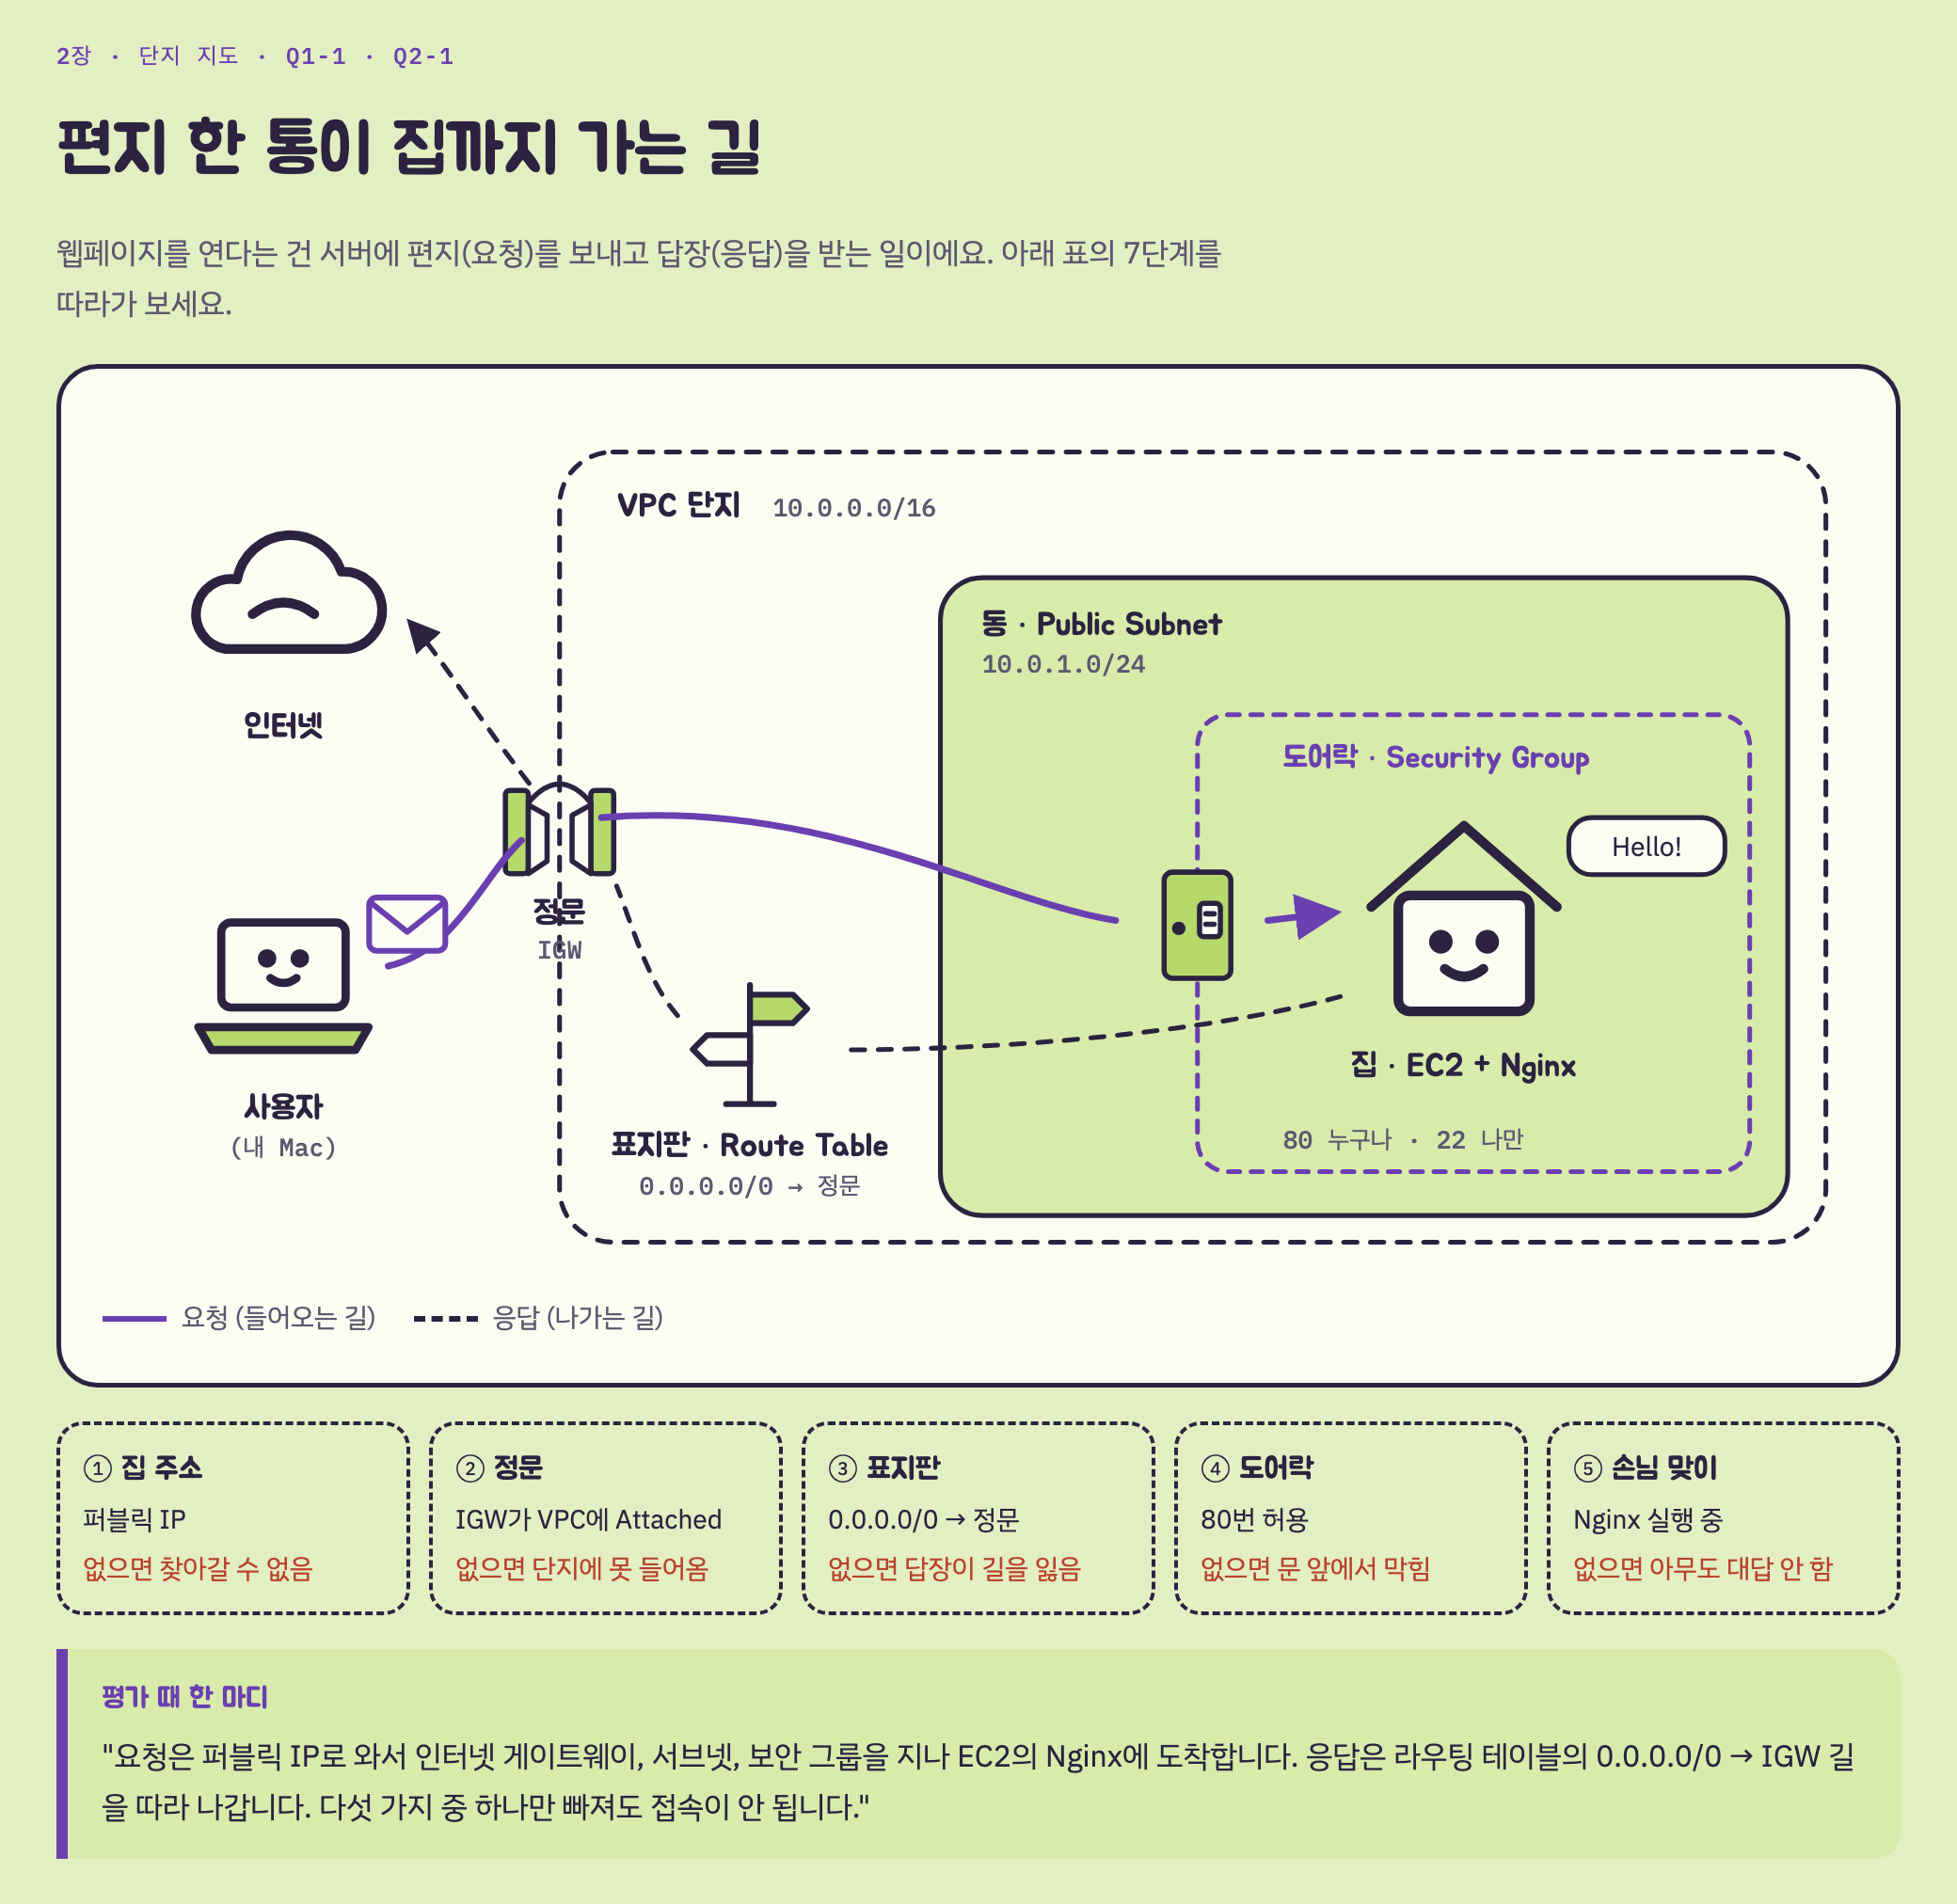 2장 · 단지 지도 · Q1-1 · Q2-1
편지 한 통이 집까지 가는 길
웹페이지를 연다는 건 서버에 편지(요청)를 보내고 답장(응답)을 받는 일이에요. 아래 표의 7단계를
따라가 보세요.
VPC 단지 10.0.0.0/16
동 · Public Subnet
10.0.1.0/24
인터넷
도어락 · Security Group
Hello!
정문
IGW
집 · EC2 + Nginx
사용자
(내 Mac)
80 누구나 · 22 나만
표지판 · Route Table
0.0.0.0/0 → 정문
요청 (들어오는 길) 응답 (나가는 길)
① 집 주소
퍼블릭 IP
없으면 찾아갈 수 없음
② 정문
IGW가 VPC에 Attached
없으면 단지에 못 들어옴
③ 표지판
0.0.0.0/0 → 정문
없으면 답장이 길을 잃음
④ 도어락
80번 허용
없으면 문 앞에서 막힘
⑤ 손님 맞이
Nginx 실행 중
없으면 아무도 대답 안 함
평가 때 한 마디
"요청은 퍼블릭 IP로 와서 인터넷 게이트웨이, 서브넷, 보안 그룹을 지나 EC2의 Nginx에 도착합니다. 응답은 라우팅 테이블의 0.0.0.0/0 → IGW 길
을 따라 나갑니다. 다섯 가지 중 하나만 빠져도 접속이 안 됩니다."